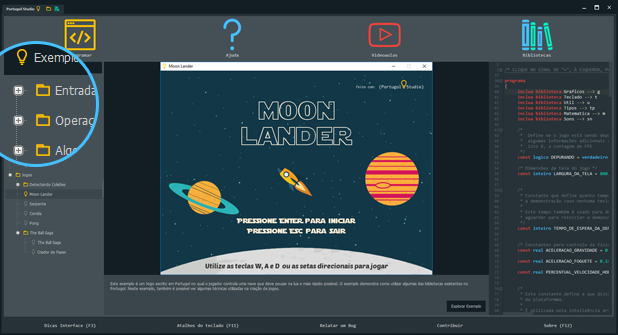 Portugol Studio
Ajuda
Videoaulas
Bibliotecas
Exemplo
Entrada
Operaç
Jogos
Detectando Colisões
Moon Lander
Serpente
Corrida
Pong
The Ball Saga
The Ball Saga
Criador de Fases
Moon Lander
Feito com: {Portugol Studio}
MOON
LANDER
PRESSIONE ENTER PARA INICIAR
PRESSIONE ESC PARA SAIR
Utilize as teclas W, A e D ou as setas direcionais para jogar
programa
{
inclua biblioteca Graficos --> g
inclua biblioteca Teclado --> t
inclua biblioteca Util --> u
inclua biblioteca Tipos --> tp
inclua biblioteca Matematica --> m
inclua biblioteca Sons --> sn
const logico DEPURANDO = verdadeiro
const inteiro LARGURA_DA_TELA = 800
const inteiro TEMPO_DE_ESPERA_DA_
const real ACELERACAO_GRAVIDADE = 0
const real ACELERACAO_FOGUETE = 0.
const real PERCENTUAL_VELOCIDADE_HOR
Este exemplo é um jogo escrito em Portugol no qual o jogador controla uma nave que deve pousar na lua o mais rápido possível. O exemplo demonstra como utilizar algumas das bibliotecas existentes no
Portugol. Neste exemplo, também é possível ver algumas técnicas utilizadas na criação de jogos.
Explorar Exemplo
Dicas Interface (F3)
Atalhos do teclado (F11)
Relatar um Bug
Contribuir
Sobre (F12)